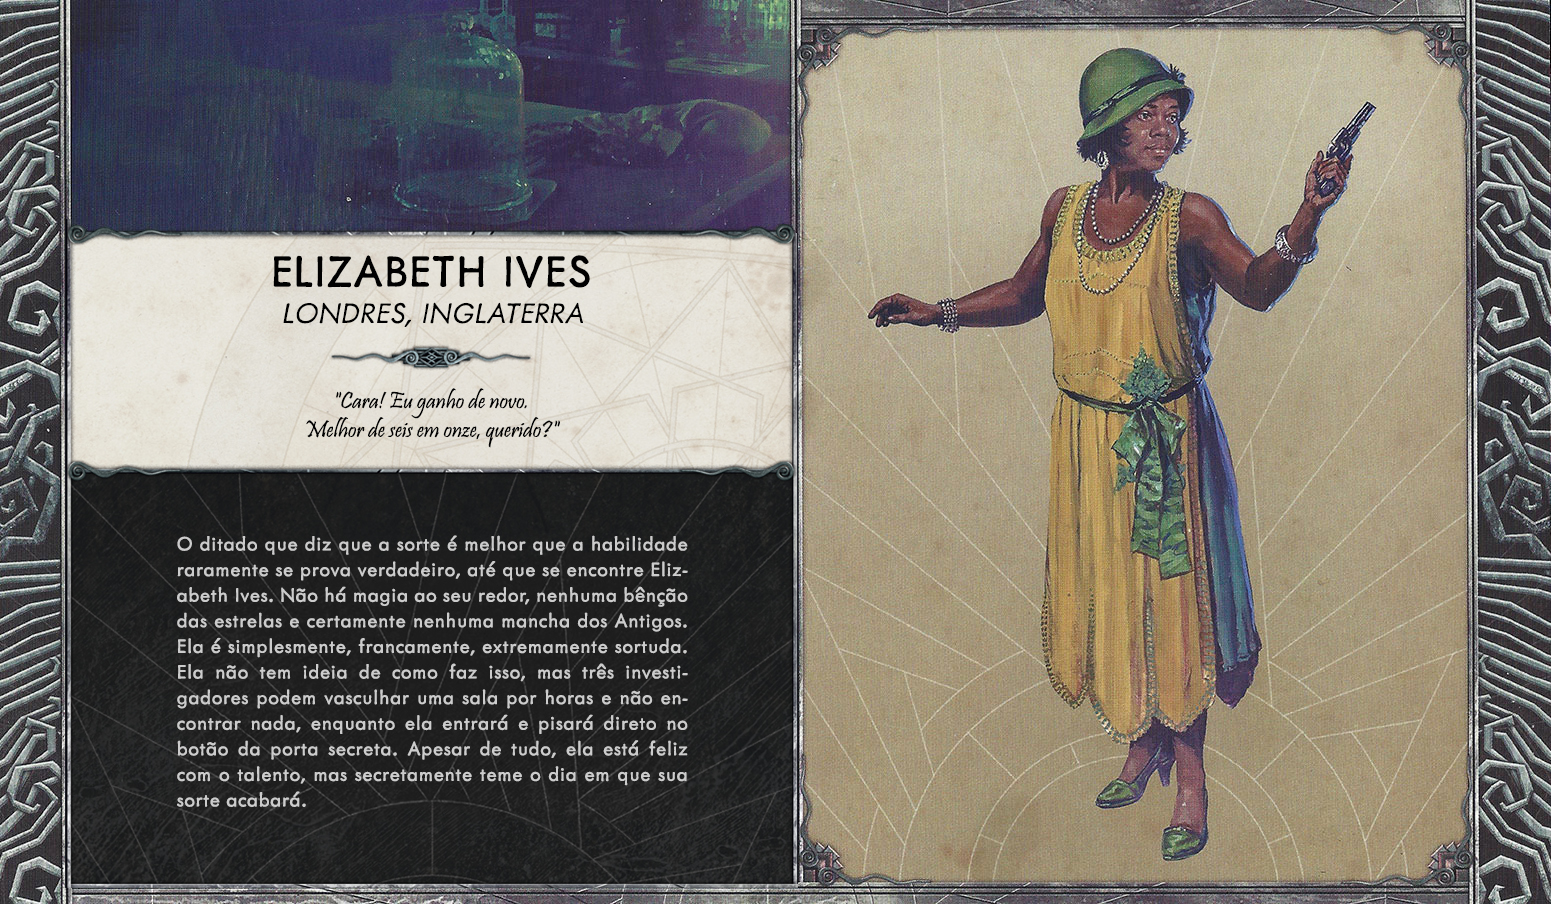 ELIZABETH IVES
LONDRES, INGLATERRA
"Cara! Eu ganho de novo.
Melhor de seis em onze, querido?"
O ditado que diz que a sorte é melhor que a habilidade
raramente se prova verdadeiro, até que se encontre Eliz-
abeth Ives. Não há magia ao seu redor, nenhuma bênção
das estrelas e certamente nenhuma mancha dos Antigos.
Ela é simplesmente, francamente, extremamente sortuda.
Ela não tem ideia de como faz isso, mas três investi-
gadores podem vasculhar uma sala por horas e não en-
contrar nada, enquanto ela entrará e pisará direto no
botão da porta secreta. Apesar de tudo, ela está feliz
com o talento, mas secretamente teme o dia em que sua
sorte acabará.